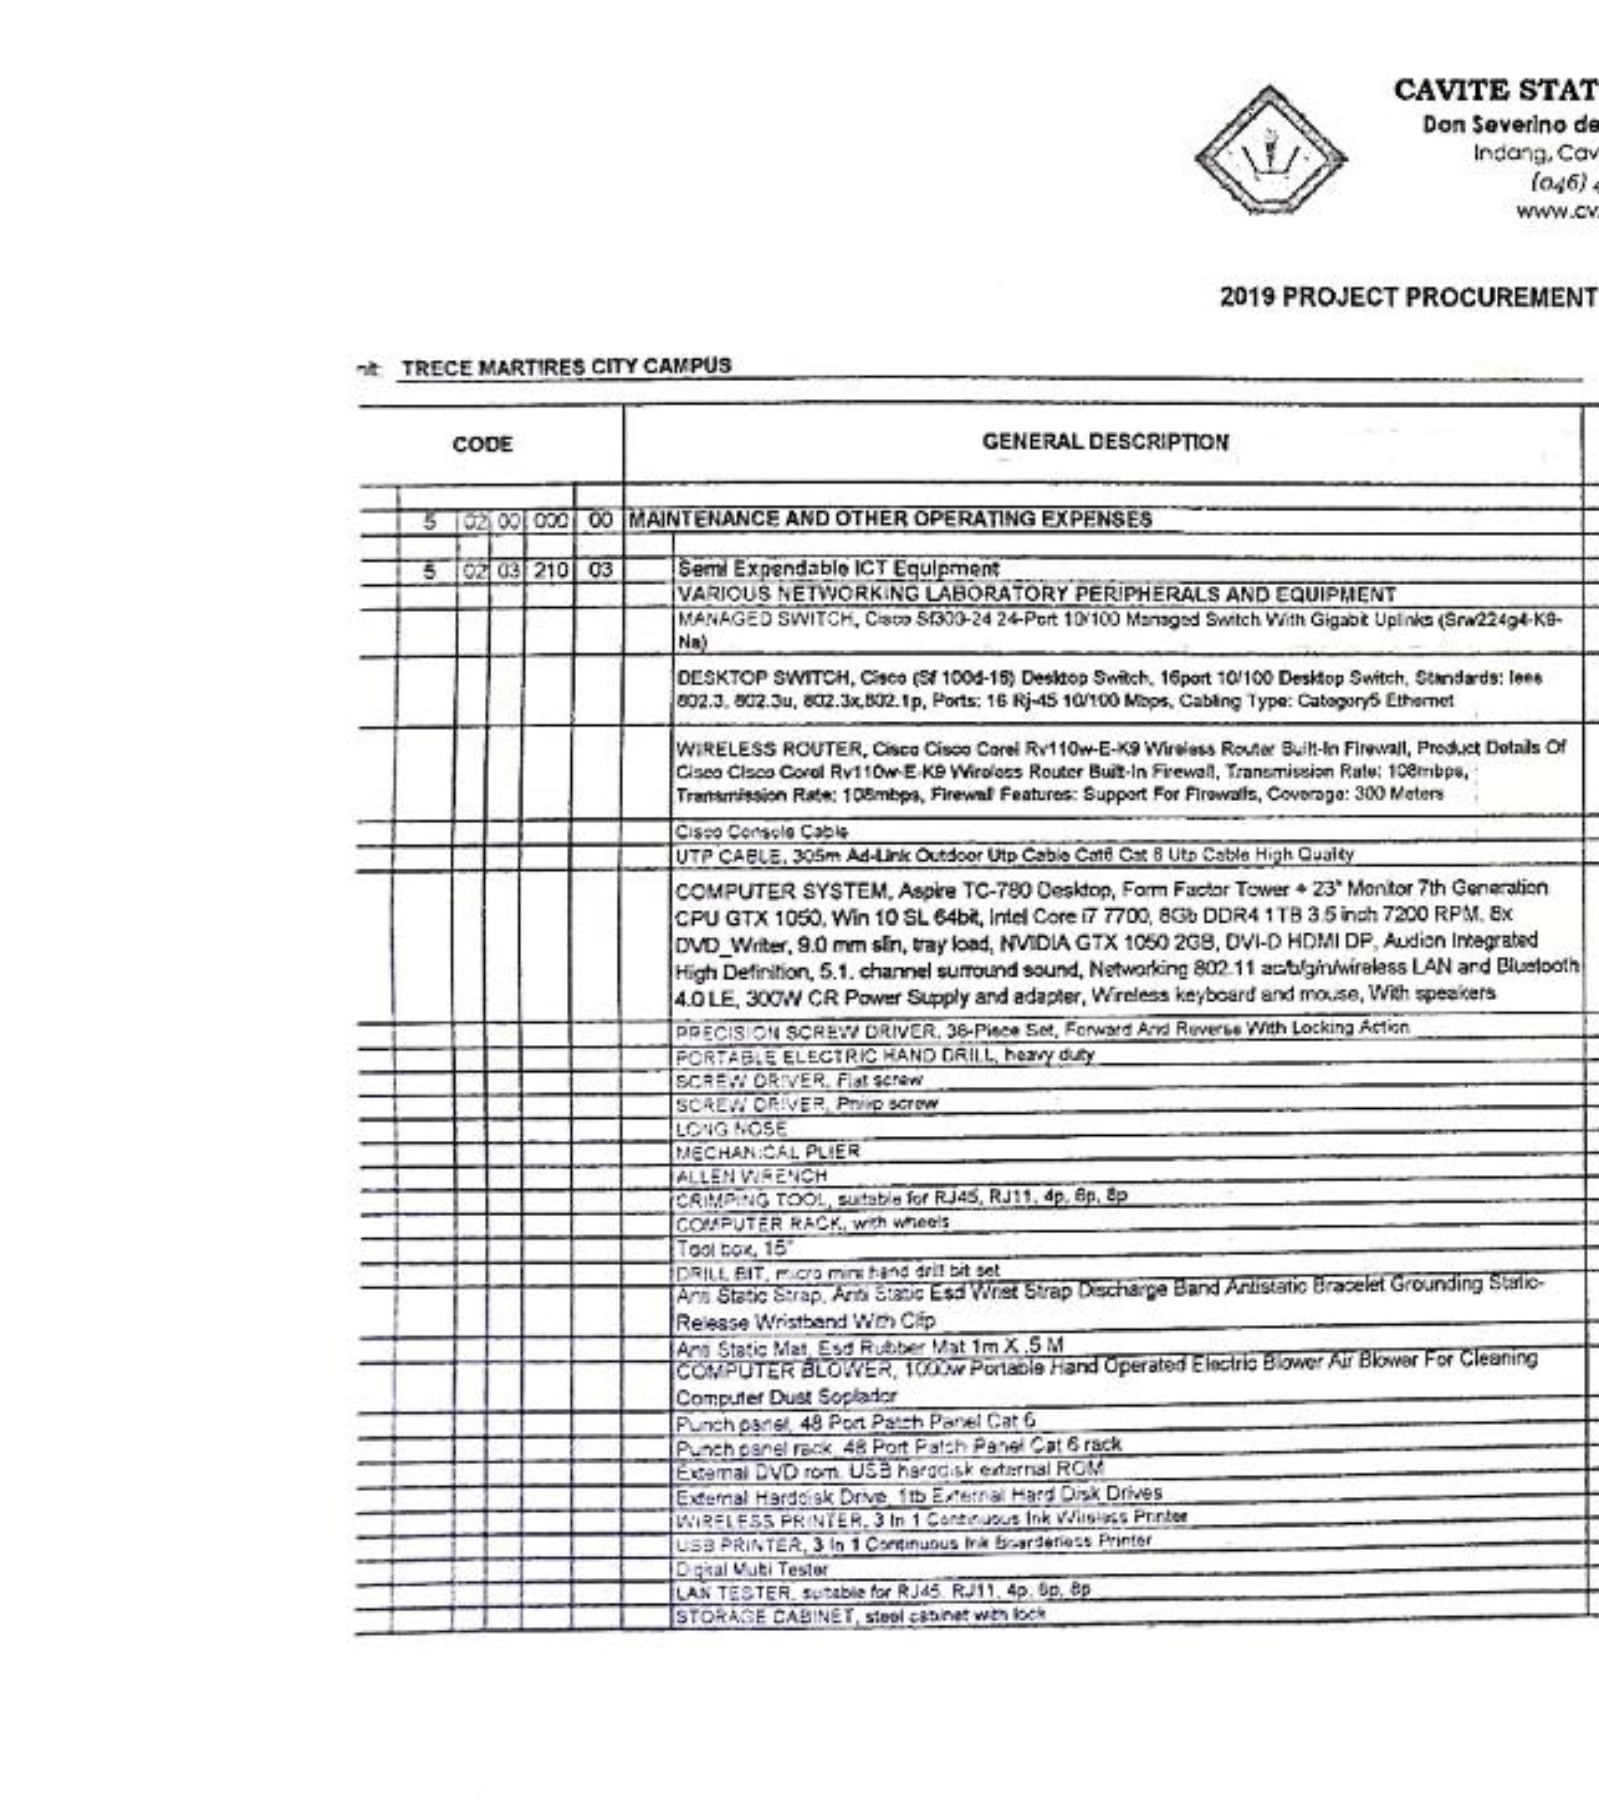 CAVITE STAT
Don Severino de
Indang, Cav
(046) 4
www.cv
2019 PROJECT PROCUREMENT
nit: TRECE MARTIRES CITY CAMPUS
CODE GENERAL DESCRIPTION
5 02 00 000 00 MAINTENANCE AND OTHER OPERATING EXPENSES
5 02 03 210 03 Semi Expendable ICT Equipment
VARIOUS NETWORKING LABORATORY PERIPHERALS AND EQUIPMENT
MANAGED SWITCH, Cisco Sf300-24 24-Port 10/100 Managed Switch With Gigabit Uplinks (Srw224g4-K9-
Na)
DESKTOP SWITCH, Cisco (Sf 100d-16) Desktop Switch, 16port 10/100 Desktop Switch, Standards: Ieee
802.3, 802.3u, 802.3x,802.1p, Ports: 16 Rj-45 10/100 Mbps, Cabling Type: Category5 Ethernet
WIRELESS ROUTER, Cisco Cisco Corel Rv110w-E-K9 Wireless Router Built-In Firewall, Product Details Of
Cisco Cisco Corel Rv110w-E-K9 Wireless Router Built-In Firewall, Transmission Rate: 108mbps,
Transmission Rate: 108mbps, Firewall Features: Support For Firewalls, Coverage: 300 Meters
Cisco Console Cable
UTP CABLE, 305m Ad-Link Outdoor Utp Cable Cat6 Cat 6 Utp Cable High Quality
COMPUTER SYSTEM, Aspire TC-780 Desktop, Form Factor Tower + 23" Monitor 7th Generation
CPU GTX 1050, Win 10 SL 64bit, Intel Core i7 7700, 8Gb DDR4 1TB 3.5 inch 7200 RPM, 8x
DVD_Writer, 9.0 mm slin, tray load, NVIDIA GTX 1050 2GB, DVI-D HDMI DP, Audion Integrated
High Definition, 5.1. channel surround sound, Networking 802.11 ac/b/g/n/wireless LAN and Bluetooth
4.0 LE, 300W CR Power Supply and adapter, Wireless keyboard and mouse, With speakers
PRECISION SCREW DRIVER, 38-Piece Set, Forward And Reverse With Locking Action
PORTABLE ELECTRIC HAND DRILL, heavy duty
SCREW DRIVER, Flat screw
SCREW DRIVER, Philip screw
LONG NOSE
MECHANICAL PLIER
ALLEN WRENCH
CRIMPING TOOL, suitable for RJ45, RJ11, 4p, 6p, 8p
COMPUTER RACK, with wheels
Tool box, 15"
DRILL BIT, micro mini hand drill bit set
Anti Static Strap, Anti Static Esd Wrist Strap Discharge Band Antistatic Bracelet Grounding Static-
Release Wristband With Clip
Anti Static Mat, Esd Rubber Mat 1m X .5 M
COMPUTER BLOWER, 1000w Portable Hand Operated Electric Blower Air Blower For Cleaning
Computer Dust Soplador
Punch panel, 48 Port Patch Panel Cat 6
Punch panel rack, 48 Port Patch Panel Cat 6 rack
External DVD rom, USB harddisk external ROM
External Harddisk Drive, 1tb External Hard Disk Drives
WIRELESS PRINTER, 3 In 1 Continuous Ink Wireless Printer
USB PRINTER, 3 In 1 Continuous Ink Boarderless Printer
Digital Multi Tester
LAN TESTER, suitable for RJ45, RJ11, 4p, 6p, 8p
STORAGE CABINET, steel cabinet with lock